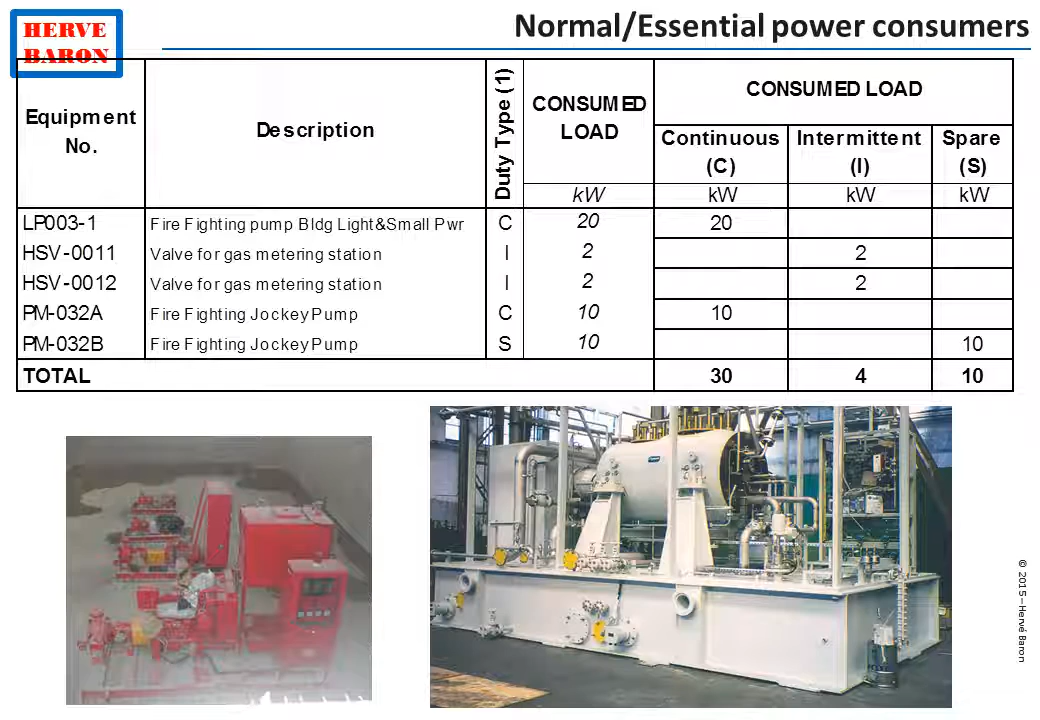 HERVE
BARON
Normal/Essential power consumers
Equipment No.
Description
Duty Type (1)
CONSUMED LOAD
CONSUMED LOAD
Continuous (C)
Intermittent (I)
Spare (S)
kW kW kW kW
LP003-1 Fire Fighting pump Bldg Light&Small Pwr C 20 20
HSV-0011 Valve for gas metering station I 2 2
HSV-0012 Valve for gas metering station I 2 2
PM-032A Fire Fighting Jockey Pump C 10 10
PM-032B Fire Fighting Jockey Pump S 10 10
TOTAL 30 4 10
© 2015 – Hervé Baron